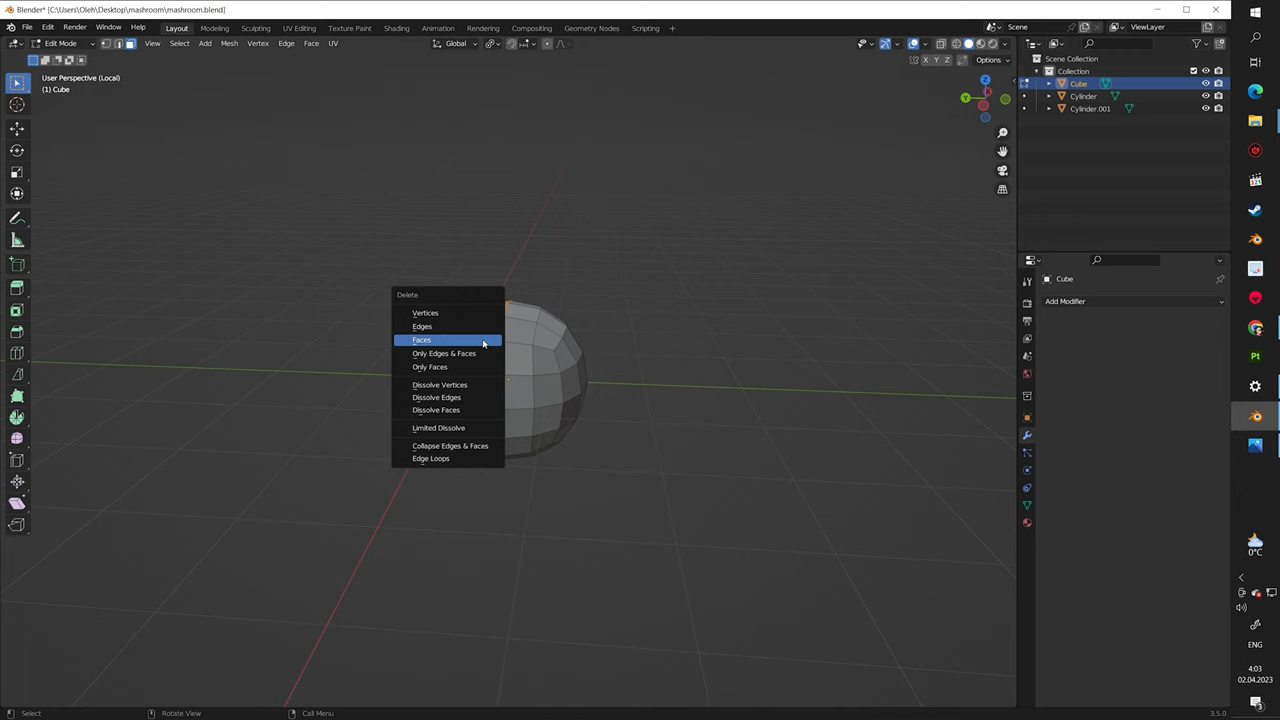 Blender* [C:\Users\Oleh\Desktop\mashroom\mashroom.blend]
File Edit Render Window Help Layout Modeling Sculpting UV Editing Texture Paint Shading Animation Rendering Compositing Geometry Nodes Scripting + Scene ViewLayer
Edit Mode View Select Add Mesh Vertex Edge Face UV Global
X Y Z Options
User Perspective (Local)
(1) Cube
Scene Collection
Collection
Cube
Cylinder
Cylinder.001
Delete
Vertices
Edges
Faces
Only Edges & Faces
Only Faces
Dissolve Vertices
Dissolve Edges
Dissolve Faces
Limited Dissolve
Collapse Edges & Faces
Edge Loops
Cube
Add Modifier
Pt
0°C
ENG
4:03
02.04.2023
Select Rotate View Call Menu 3.5.0